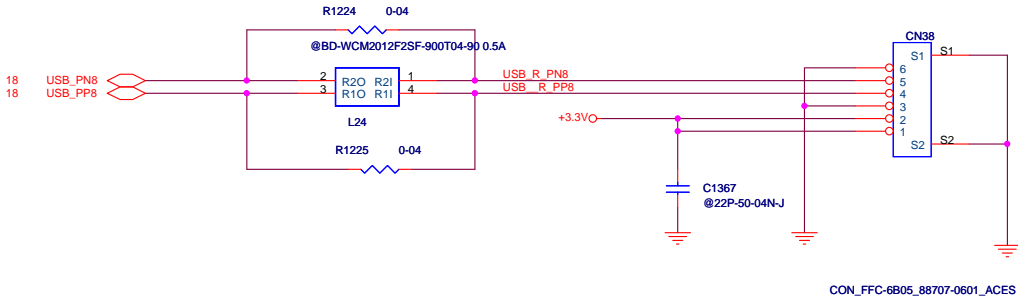 R1224 0-04
@BD-WCM2012F2SF-900T04-90 0.5A
CN38
S1 S1
18 USB_PN8 2 R2O R2I 1 USB_R_PN8 6
5
18 USB_PP8 3 R1O R1I 4 USB__R_PP8 4
3
L24 +3.3V 2
1
R1225 0-04 S2 S2
C1367
@22P-50-04N-J
CON_FFC-6B05_88707-0601_ACES